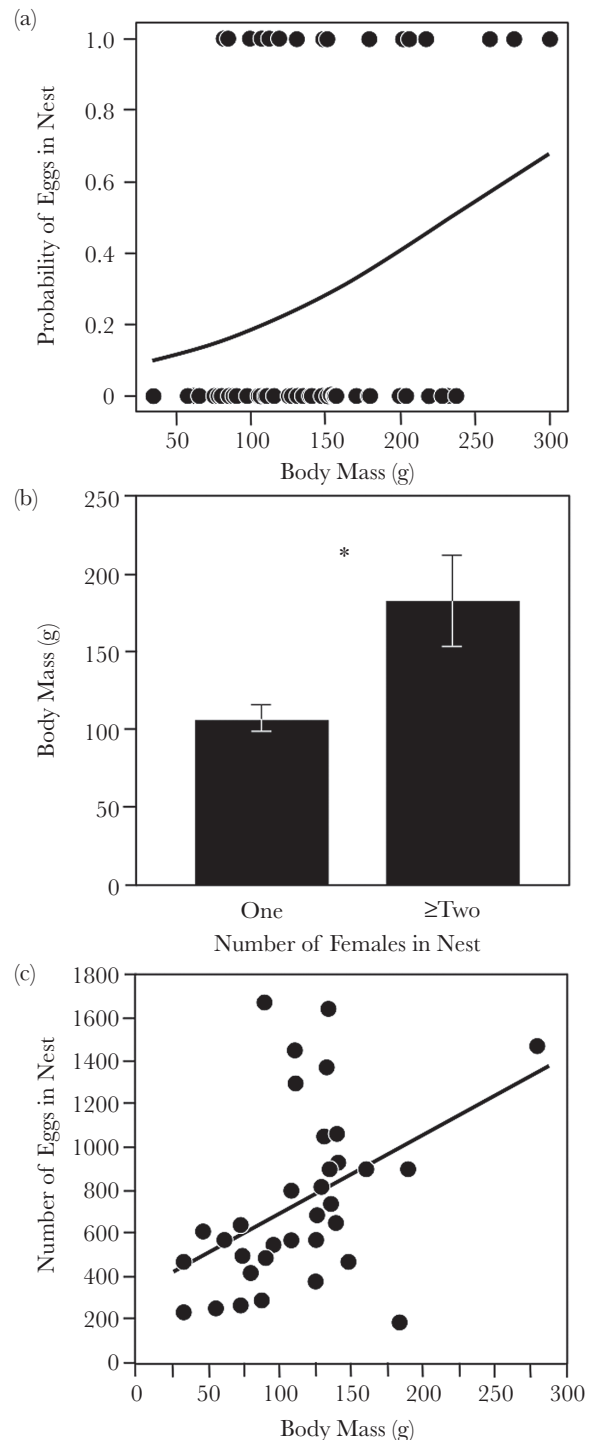 (a)
1.0
0.8
0.6
0.4
0.2
0
Probability of Eggs in Nest
50 100 150 200 250 300
Body Mass (g)
(b)
250
200
150
100
50
0
Body Mass (g)
*
One ≥Two
Number of Females in Nest
(c)
1800
1600
1400
1200
1000
800
600
400
200
0
Number of Eggs in Nest
0 50 100 150 200 250 300
Body Mass (g)